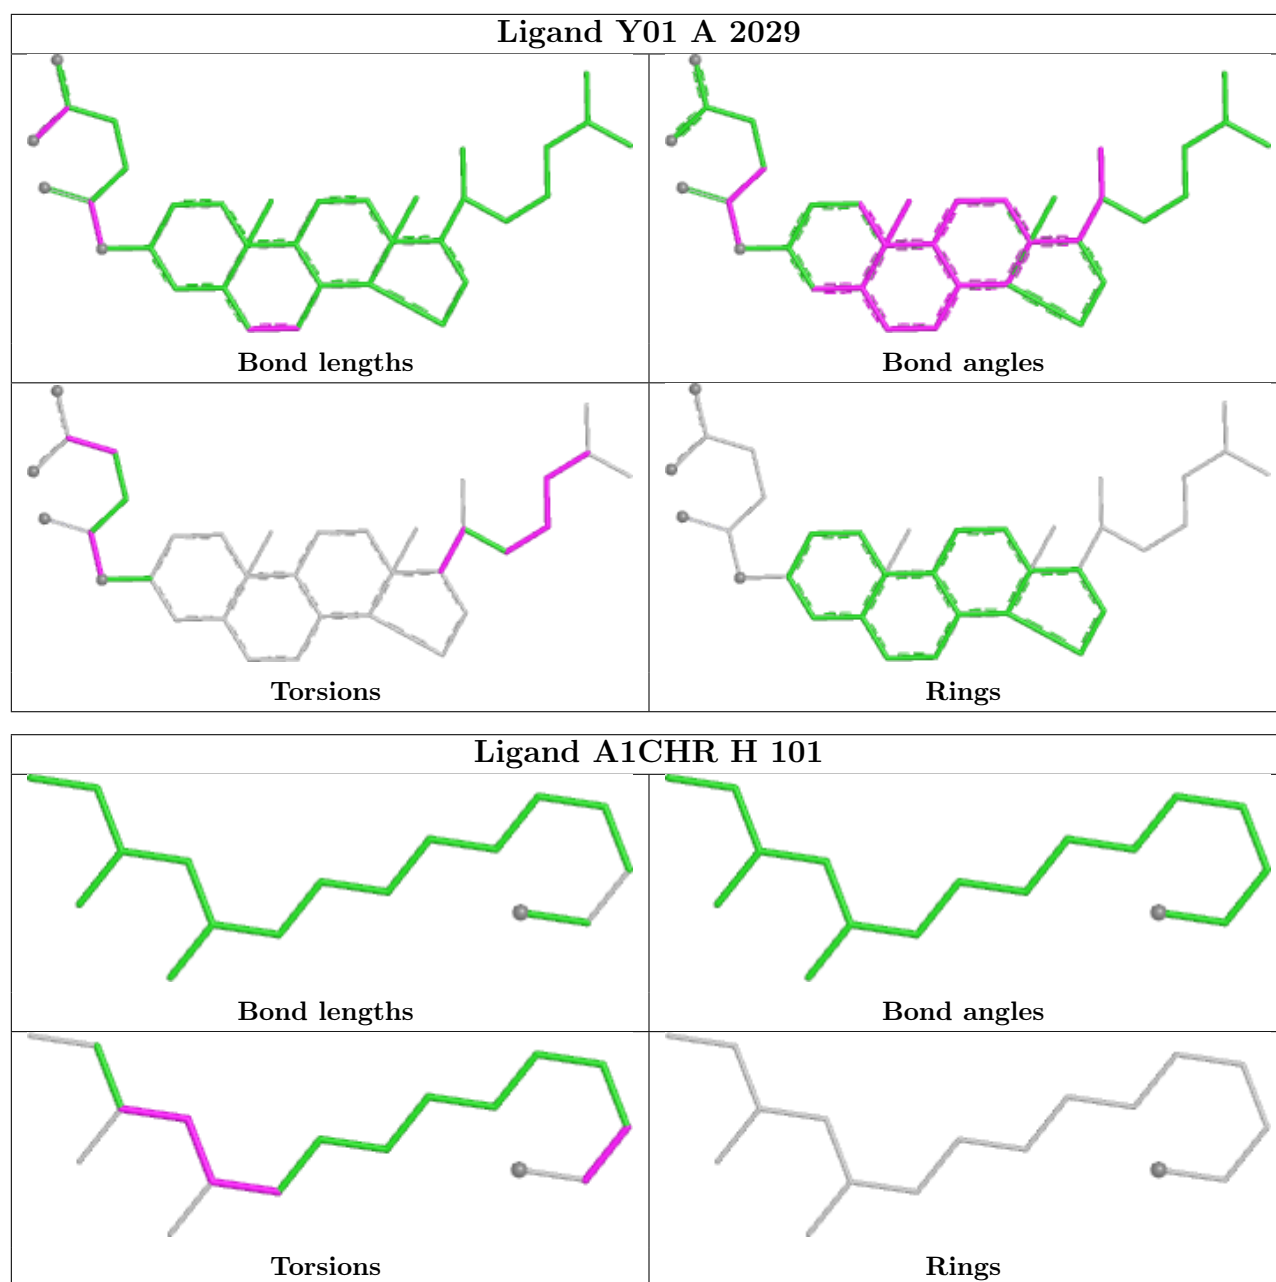 Ligand Y01 A 2029
Bond lengths
Bond angles
Torsions
Rings
Ligand A1CHR H 101
Bond lengths
Bond angles
Torsions
Rings